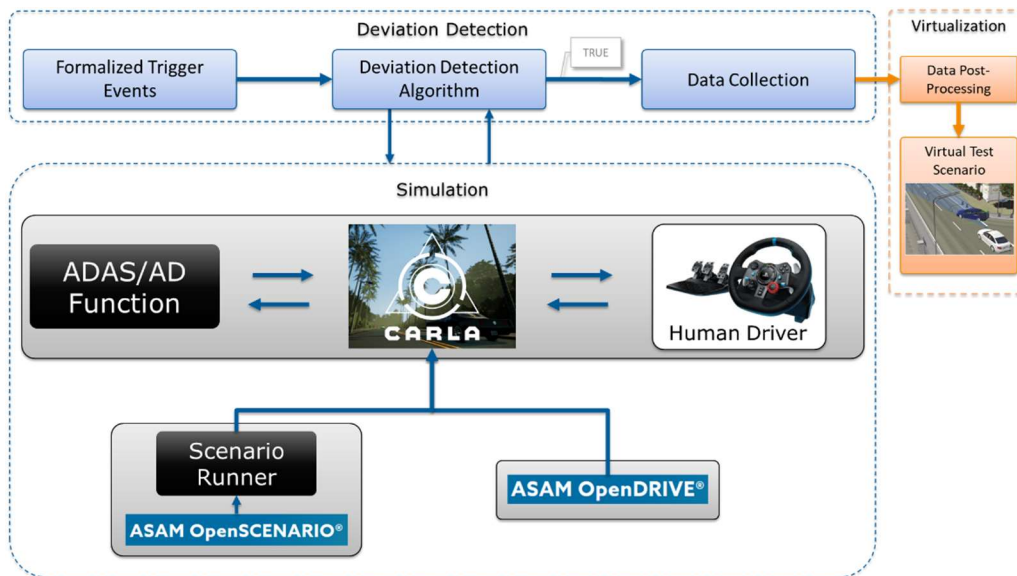 Deviation Detection
Virtualization
Formalized Trigger
Events
Deviation Detection
Algorithm
TRUE
Data Collection
Data Post-
Processing
Virtual Test
Scenario
Simulation
ADAS/AD
Function
C
CARLA
Human Driver
Scenario
Runner
ASAM OpenSCENARIO®
ASAM OpenDRIVE®